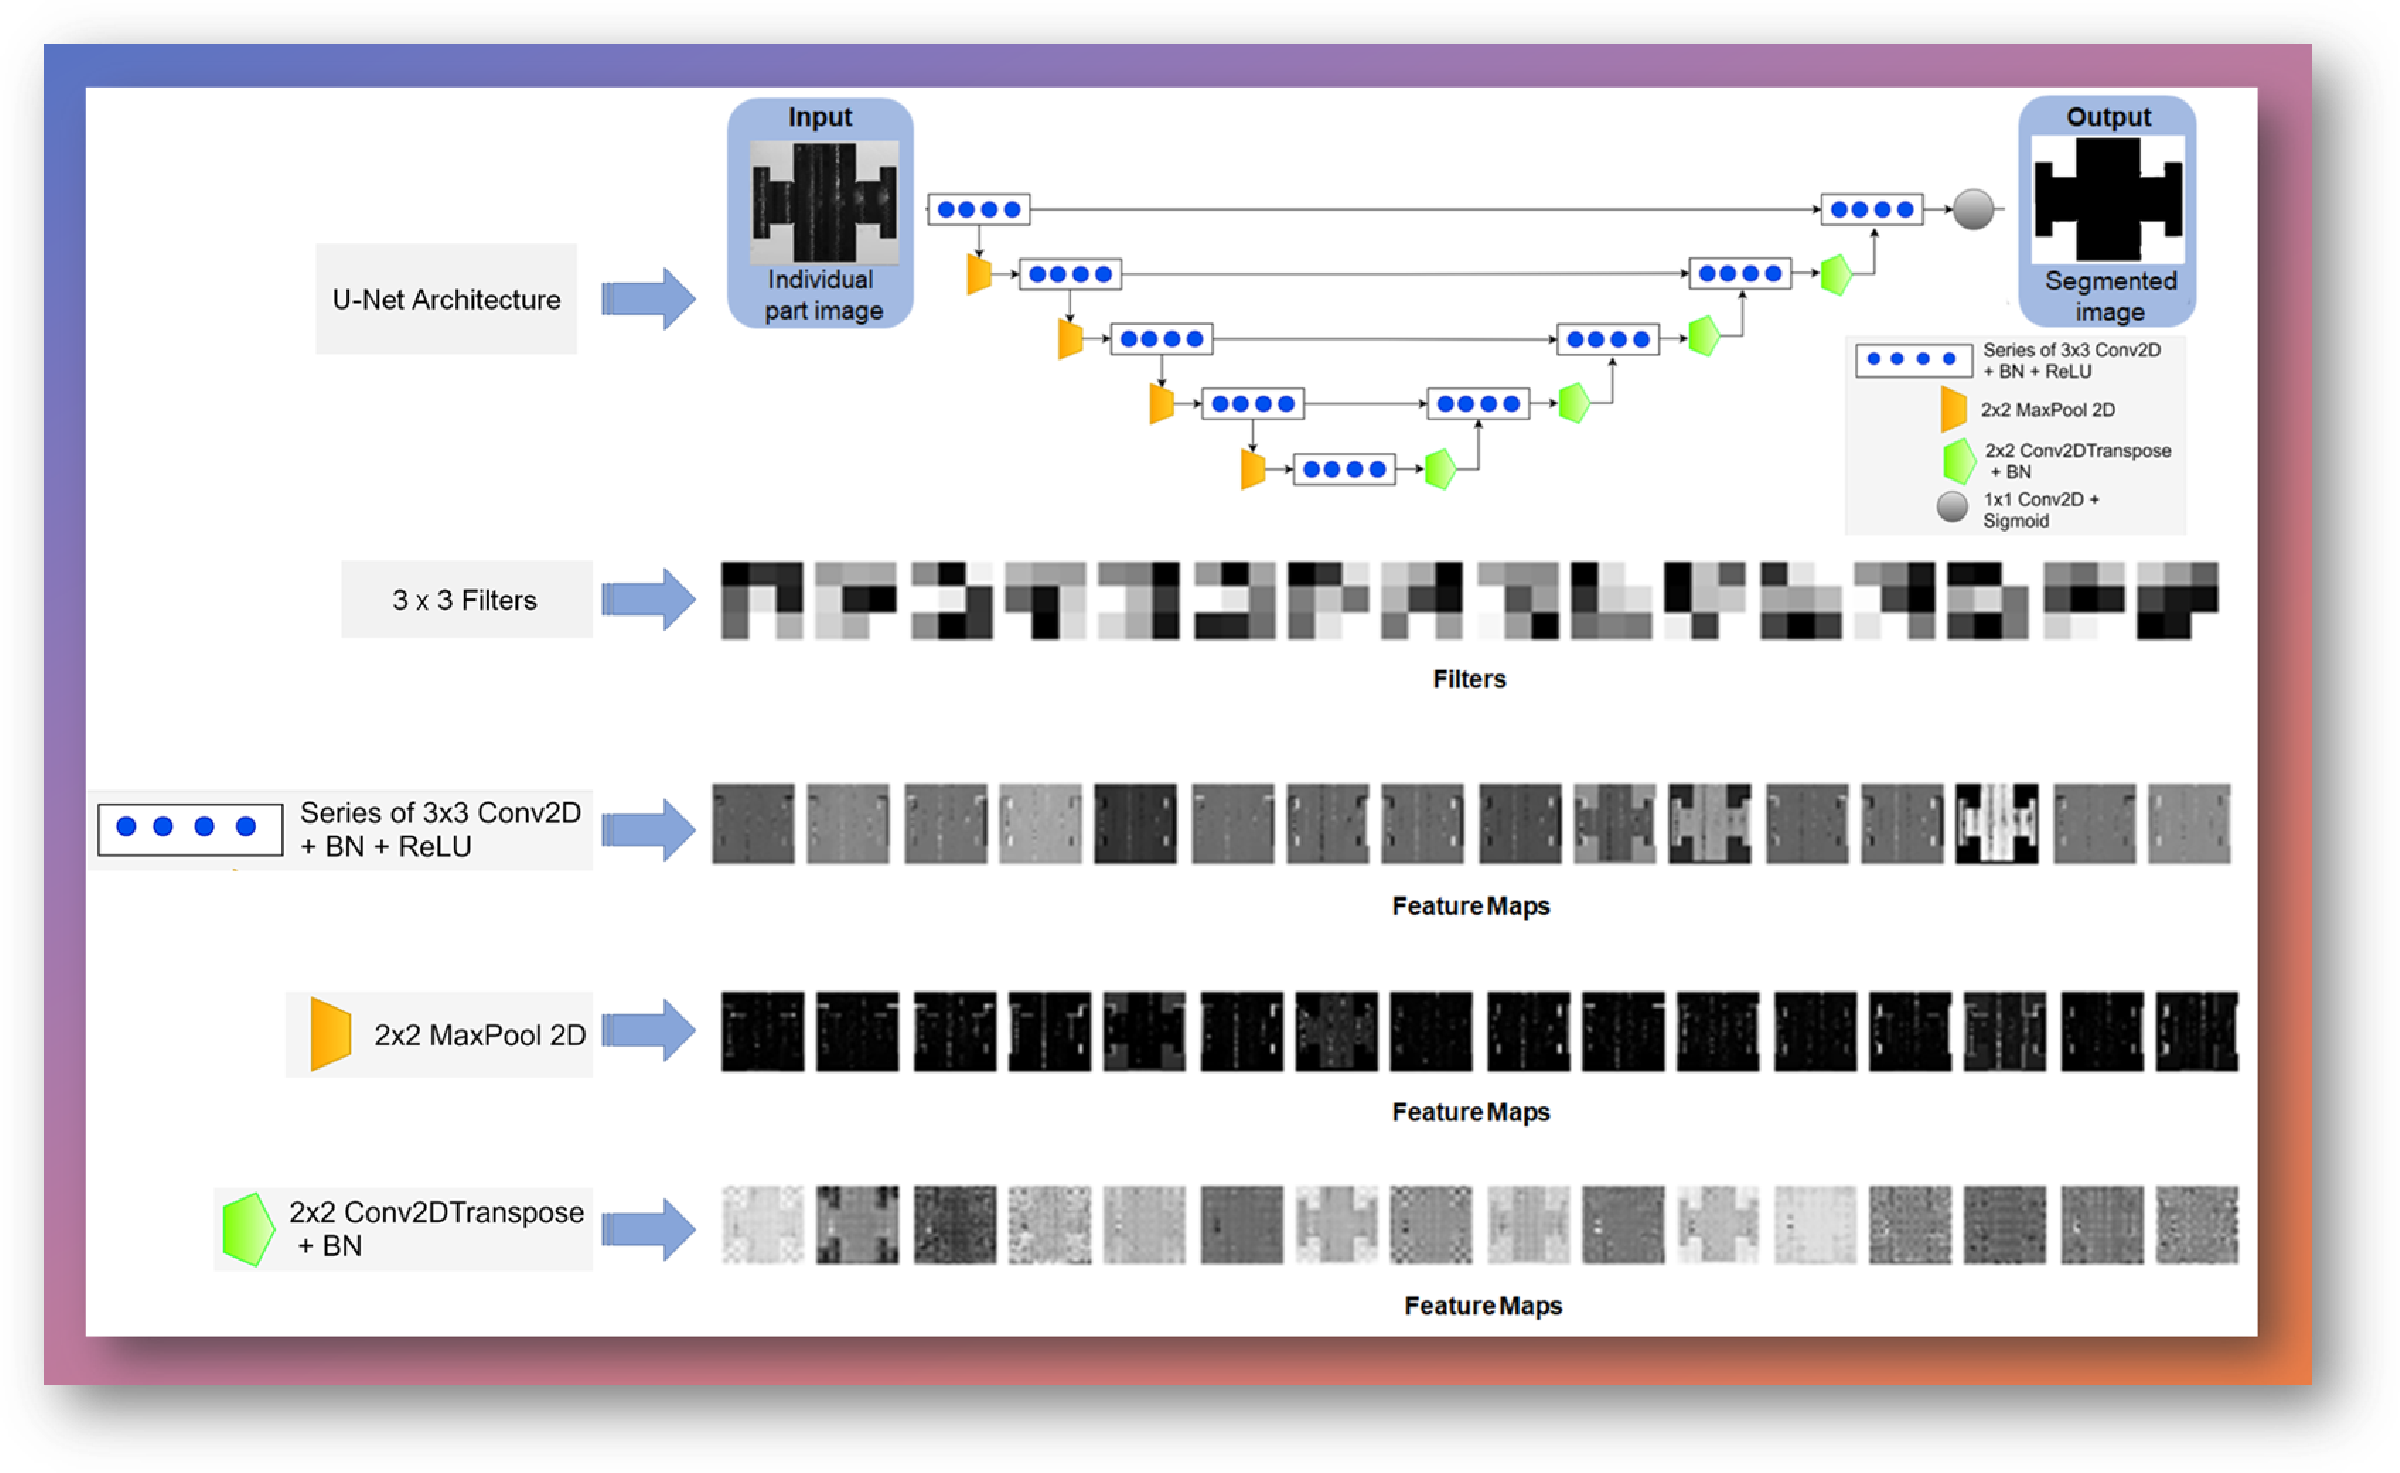 Input
Individual
part image
Output
Segmented
image
U-Net Architecture
Series of 3x3 Conv2D
+ BN + ReLU
2x2 MaxPool 2D
2x2 Conv2DTranspose
+ BN
1x1 Conv2D +
Sigmoid
3 x 3 Filters
Filters
Series of 3x3 Conv2D
+ BN + ReLU
Feature Maps
2x2 MaxPool 2D
Feature Maps
2x2 Conv2DTranspose
+ BN
Feature Maps